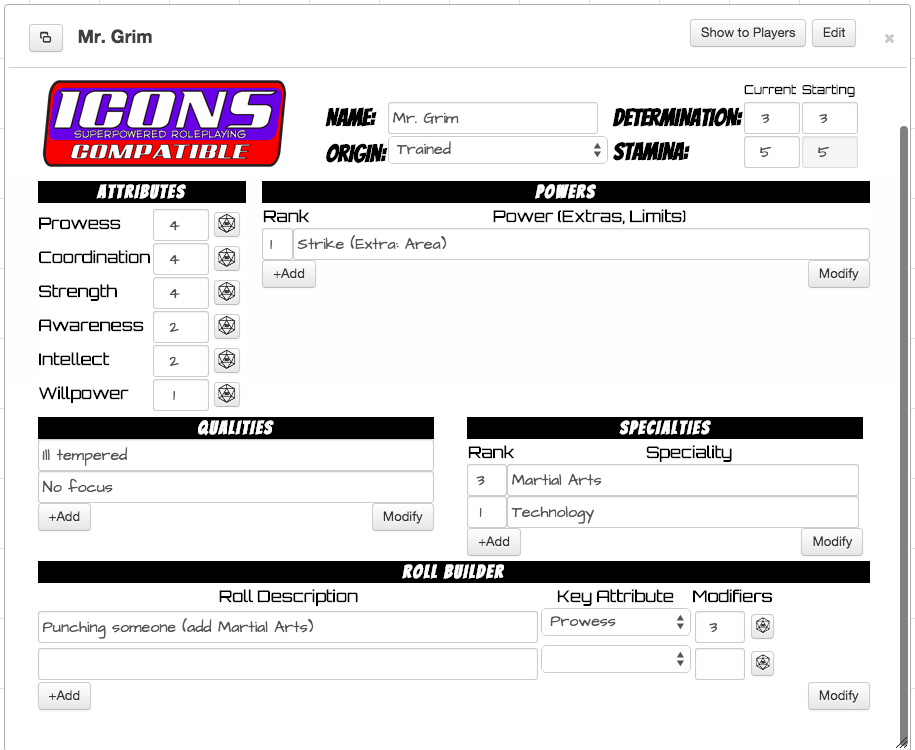 Mr. Grim
Show to Players
Edit
×
ICONS
SUPERPOWERED ROLEPLAYING
COMPATIBLE
Current Starting
NAME: Mr. Grim
DETERMINATION: 3 3
ORIGIN: Trained
STAMINA: 5 5
ATTRIBUTES
Prowess 4
Coordination 4
Strength 4
Awareness 2
Intellect 2
Willpower 1
POWERS
Rank Power (Extras, Limits)
1 Strike (Extra: Area)
+Add Modify
QUALITIES
Ill tempered
No focus
+Add Modify
SPECIALTIES
Rank Speciality
3 Martial Arts
1 Technology
+Add Modify
ROLL BUILDER
Roll Description Key Attribute Modifiers
Punching someone (add Martial Arts) Prowess 3
+Add Modify